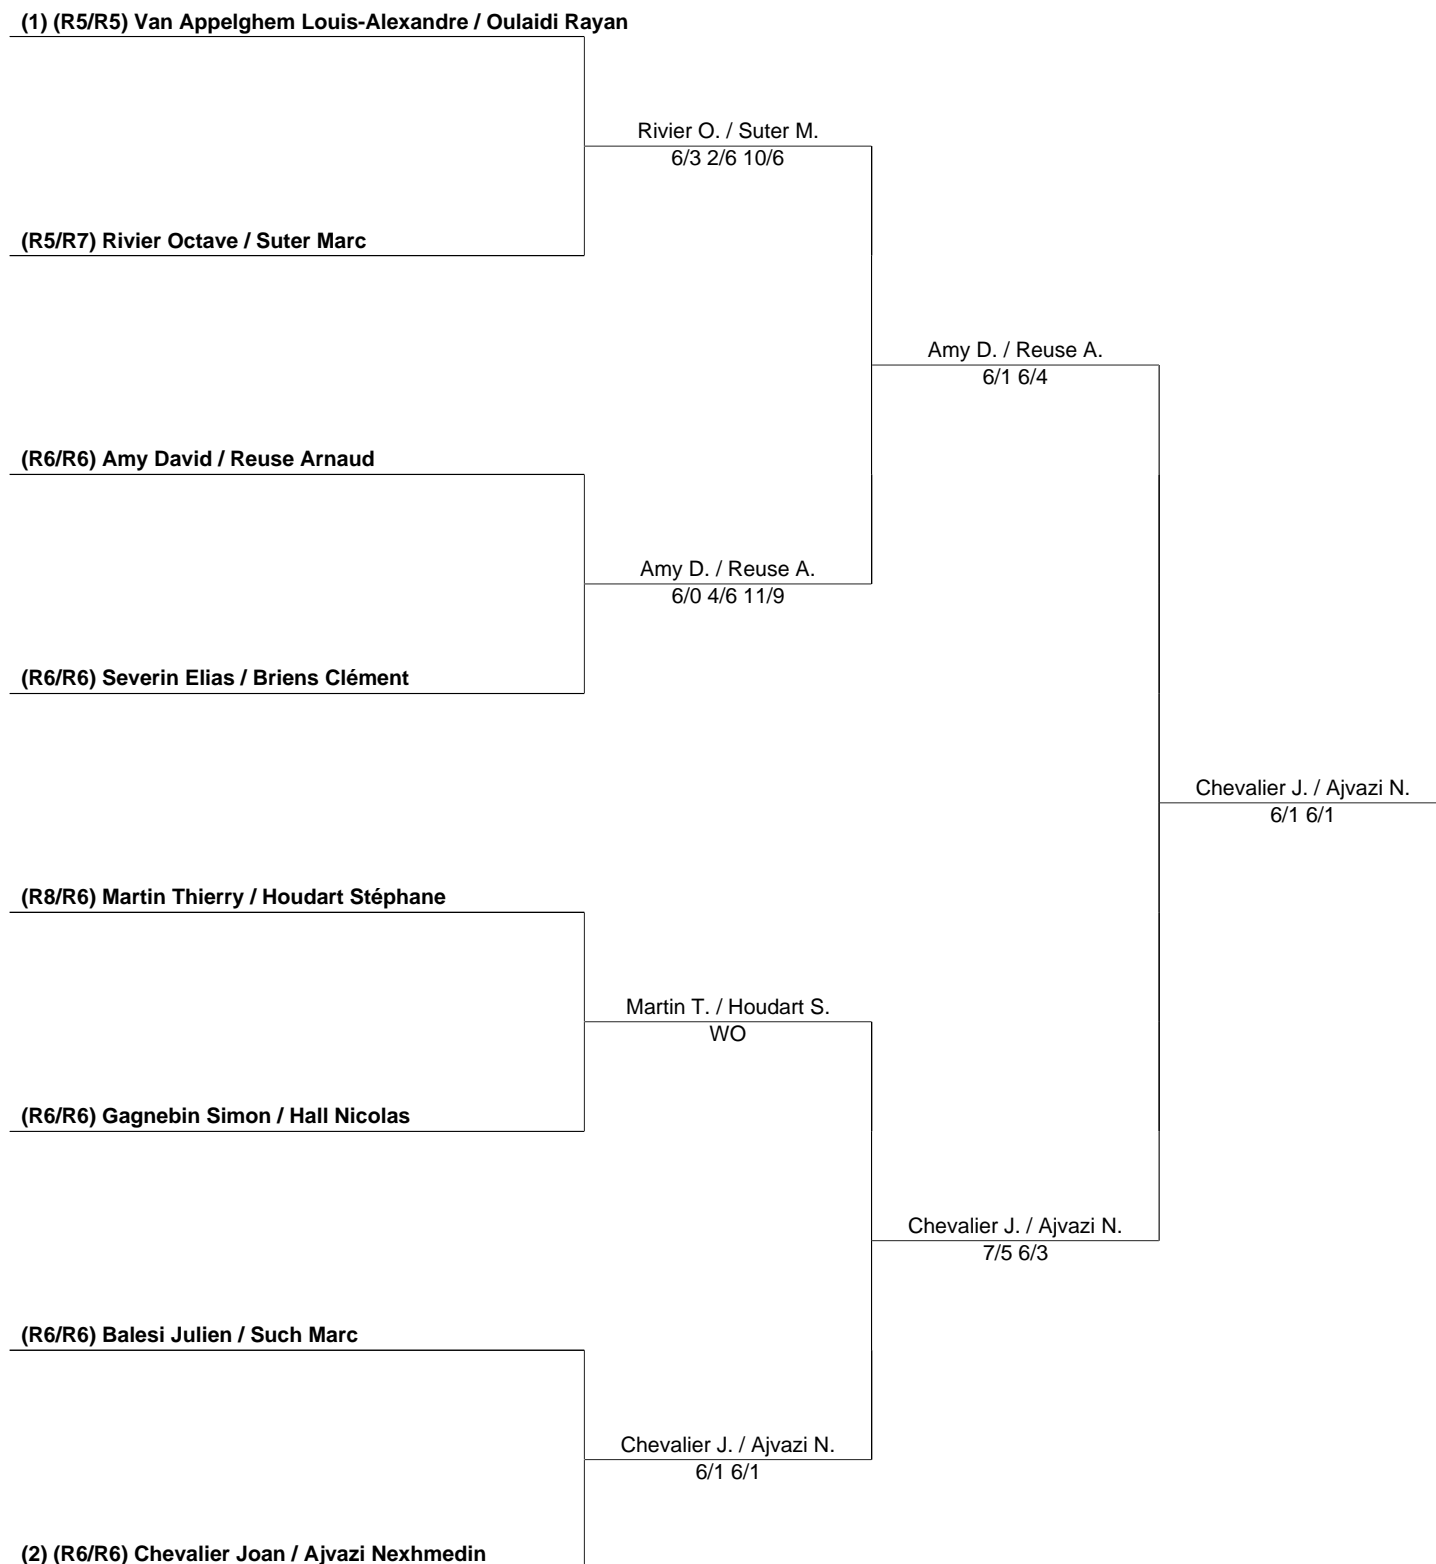 (1) (R5/R5) Van Appelghem Louis-Alexandre / Oulaidi Rayan
Rivier O. / Suter M.
6/3 2/6 10/6
(R5/R7) Rivier Octave / Suter Marc
Amy D. / Reuse A.
6/1 6/4
(R6/R6) Amy David / Reuse Arnaud
Amy D. / Reuse A.
6/0 4/6 11/9
(R6/R6) Severin Elias / Briens Clément
Chevalier J. / Ajvazi N.
6/1 6/1
(R8/R6) Martin Thierry / Houdart Stéphane
Martin T. / Houdart S.
WO
(R6/R6) Gagnebin Simon / Hall Nicolas
Chevalier J. / Ajvazi N.
7/5 6/3
(R6/R6) Balesi Julien / Such Marc
Chevalier J. / Ajvazi N.
6/1 6/1
(2) (R6/R6) Chevalier Joan / Ajvazi Nexhmedin